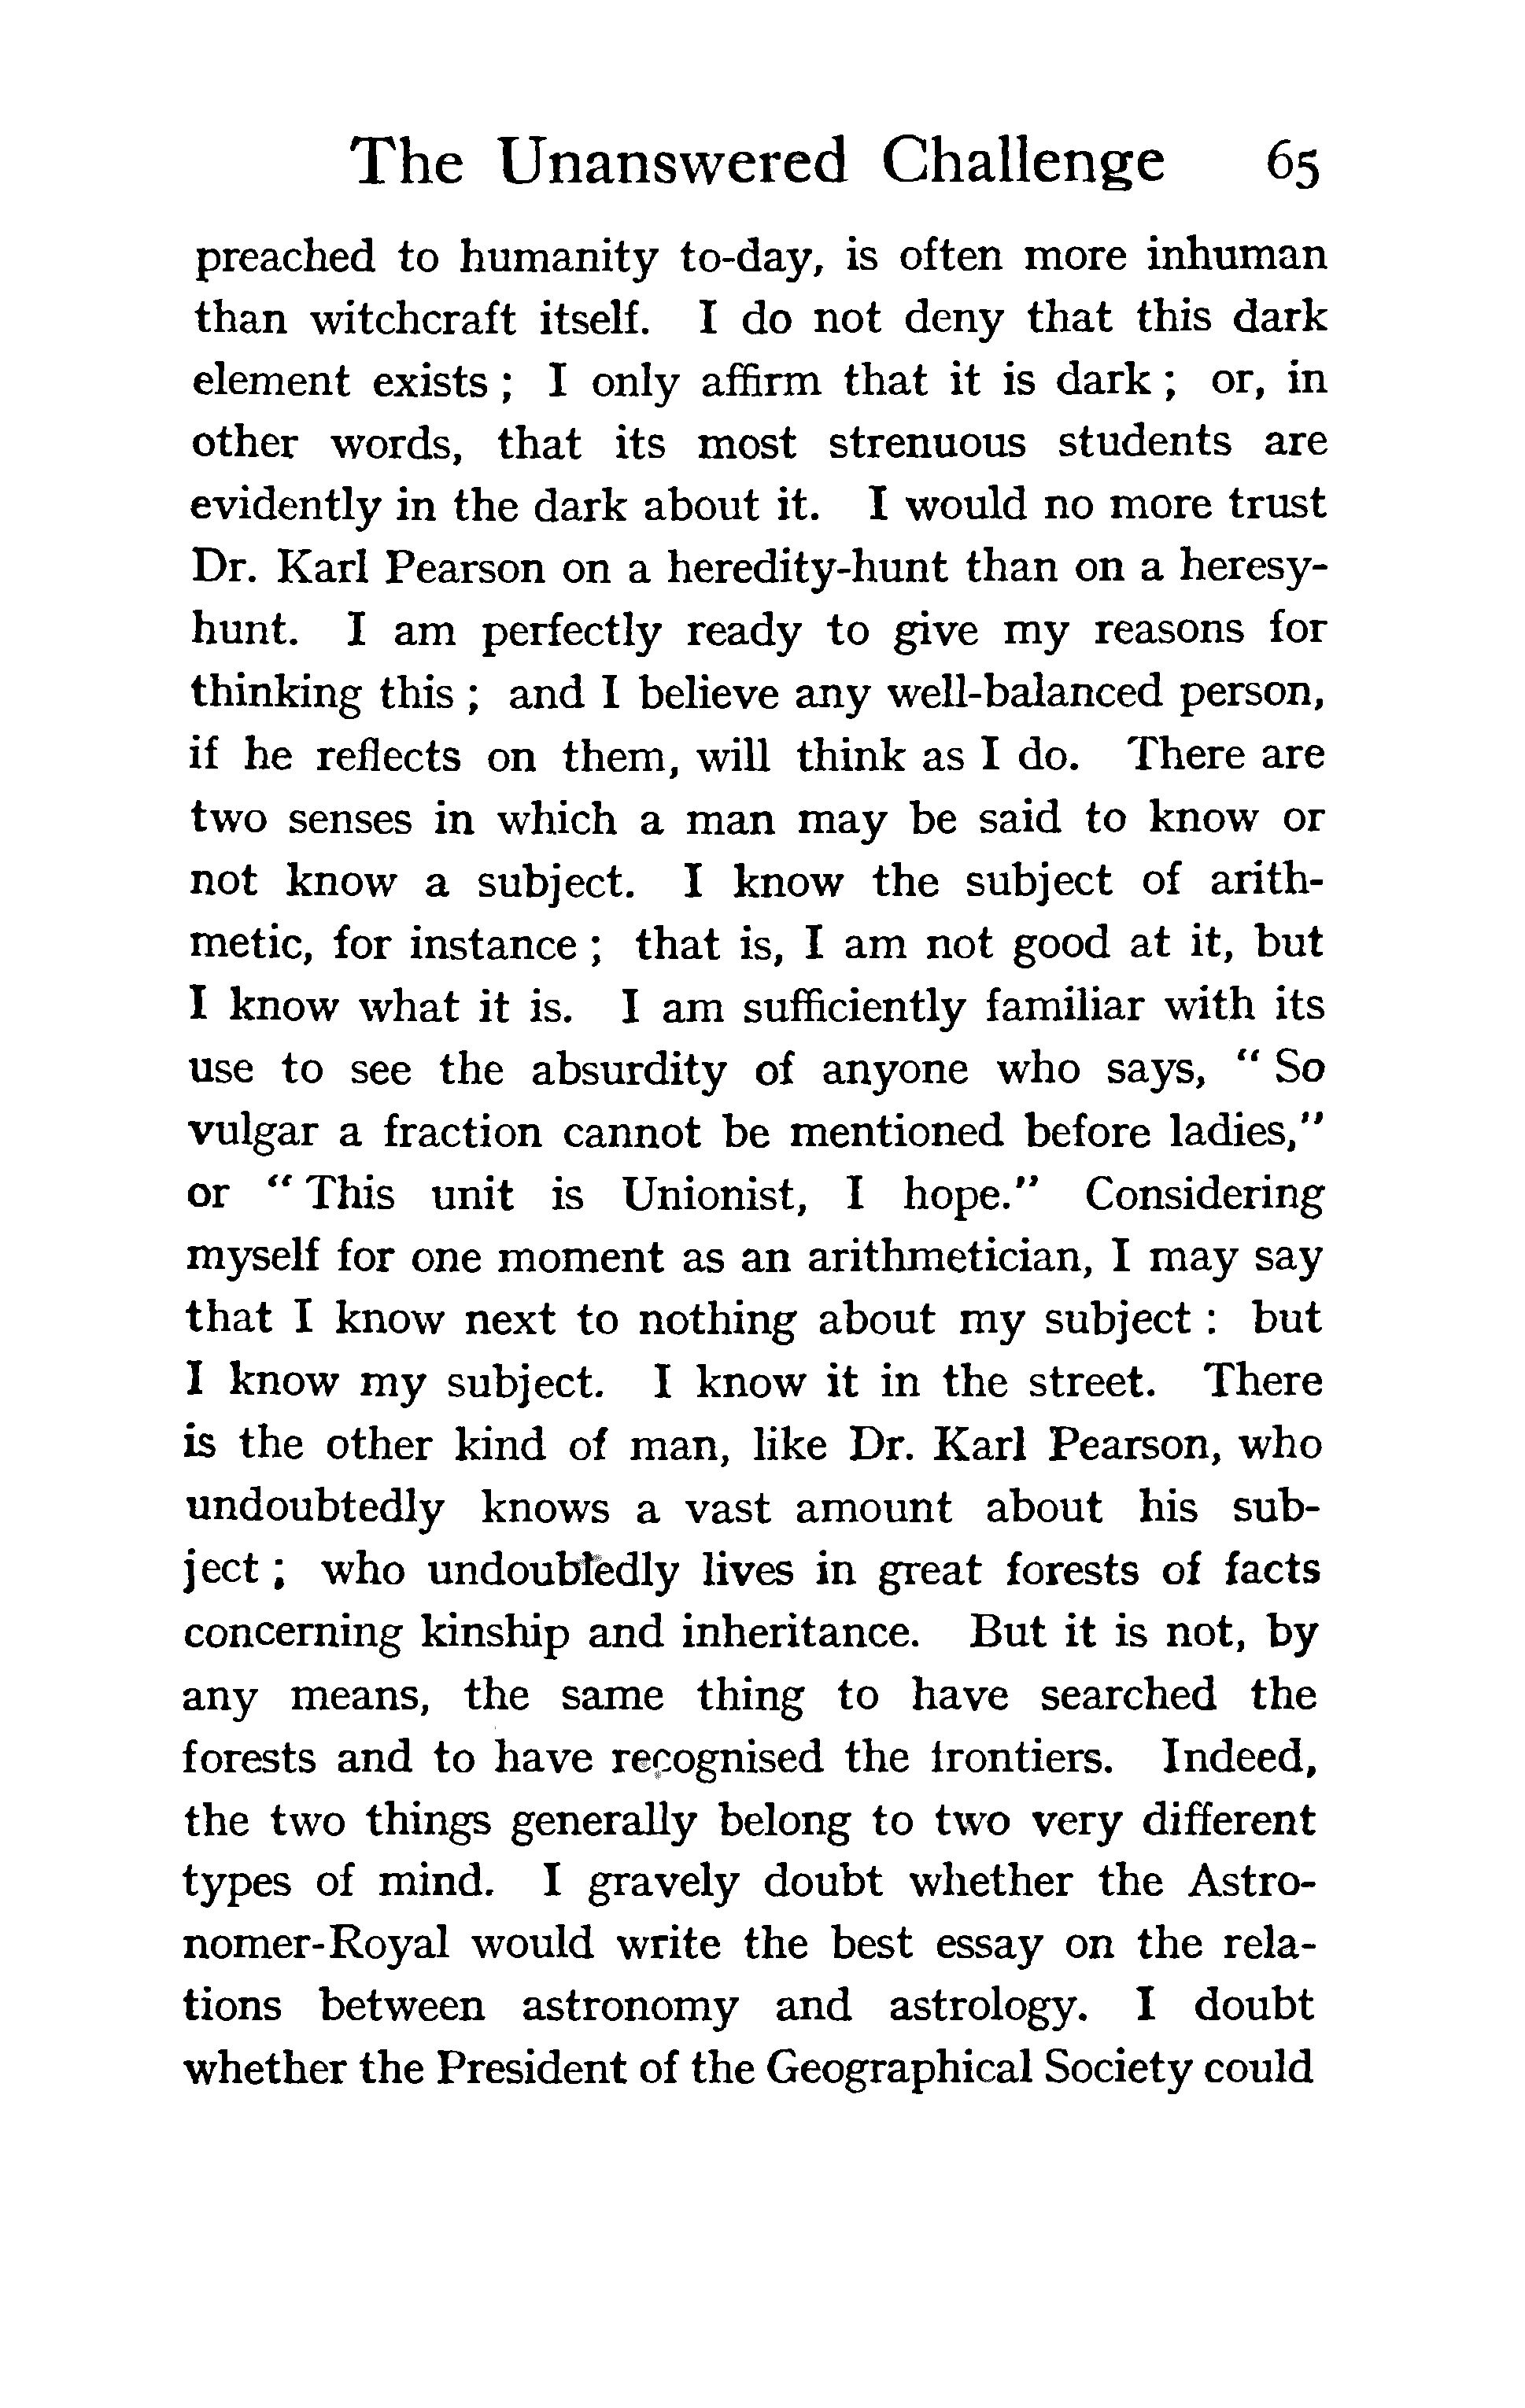 The Unanswered Challenge 65
preached to humanity to-day, is often more inhuman
than witchcraft itself. I do not deny that this dark
element exists ; I only affirm that it is dark ; or, in
other words, that its most strenuous students are
evidently in the dark about it. I would no more trust
Dr. Karl Pearson on a heredity-hunt than on a heresy-
hunt. I am perfectly ready to give my reasons for
thinking this ; and I believe any well-balanced person,
if he reflects on them, will think as I do. There are
two senses in which a man may be said to know or
not know a subject. I know the subject of arith-
metic, for instance ; that is, I am not good at it, but
I know what it is. I am sufficiently familiar with its
use to see the absurdity of anyone who says, “ So
vulgar a fraction cannot be mentioned before ladies,”
or “ This unit is Unionist, I hope.” Considering
myself for one moment as an arithmetician, I may say
that I know next to nothing about my subject : but
I know my subject. I know it in the street. There
is the other kind of man, like Dr. Karl Pearson, who
undoubtedly knows a vast amount about his sub-
ject ; who undoubtedly lives in great forests of facts
concerning kinship and inheritance. But it is not, by
any means, the same thing to have searched the
forests and to have recognised the frontiers. Indeed,
the two things generally belong to two very different
types of mind. I gravely doubt whether the Astro-
nomer-Royal would write the best essay on the rela-
tions between astronomy and astrology. I doubt
whether the President of the Geographical Society could